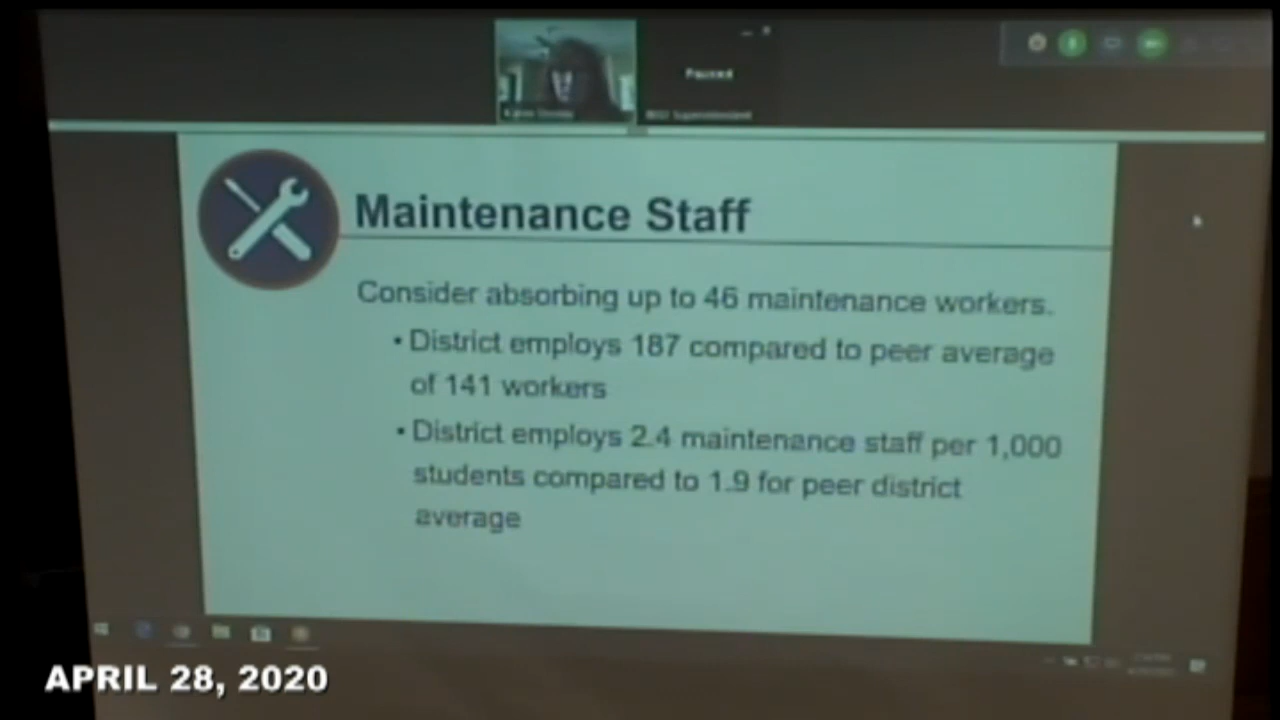 Paused
Maintenance Staff
Consider absorbing up to 46 maintenance workers.
• District employs 187 compared to peer average
of 141 workers
• District employs 2.4 maintenance staff per 1,000
students compared to 1.9 for peer district
average
APRIL 28, 2020